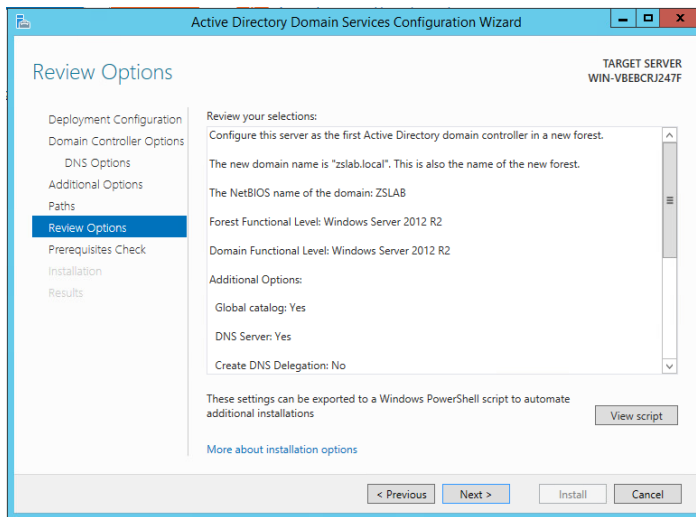 Active Directory Domain Services Configuration Wizard
Review Options
TARGET SERVER
WIN-VBEBCRJ247F
Deployment Configuration
Domain Controller Options
DNS Options
Additional Options
Paths
Review Options
Prerequisites Check
Installation
Results
Review your selections:
Configure this server as the first Active Directory domain controller in a new forest.
The new domain name is "zslab.local". This is also the name of the new forest.
The NetBIOS name of the domain: ZSLAB
Forest Functional Level: Windows Server 2012 R2
Domain Functional Level: Windows Server 2012 R2
Additional Options:
Global catalog: Yes
DNS Server: Yes
Create DNS Delegation: No
These settings can be exported to a Windows PowerShell script to automate
additional installations
View script
More about installation options
< Previous
Next >
Install
Cancel